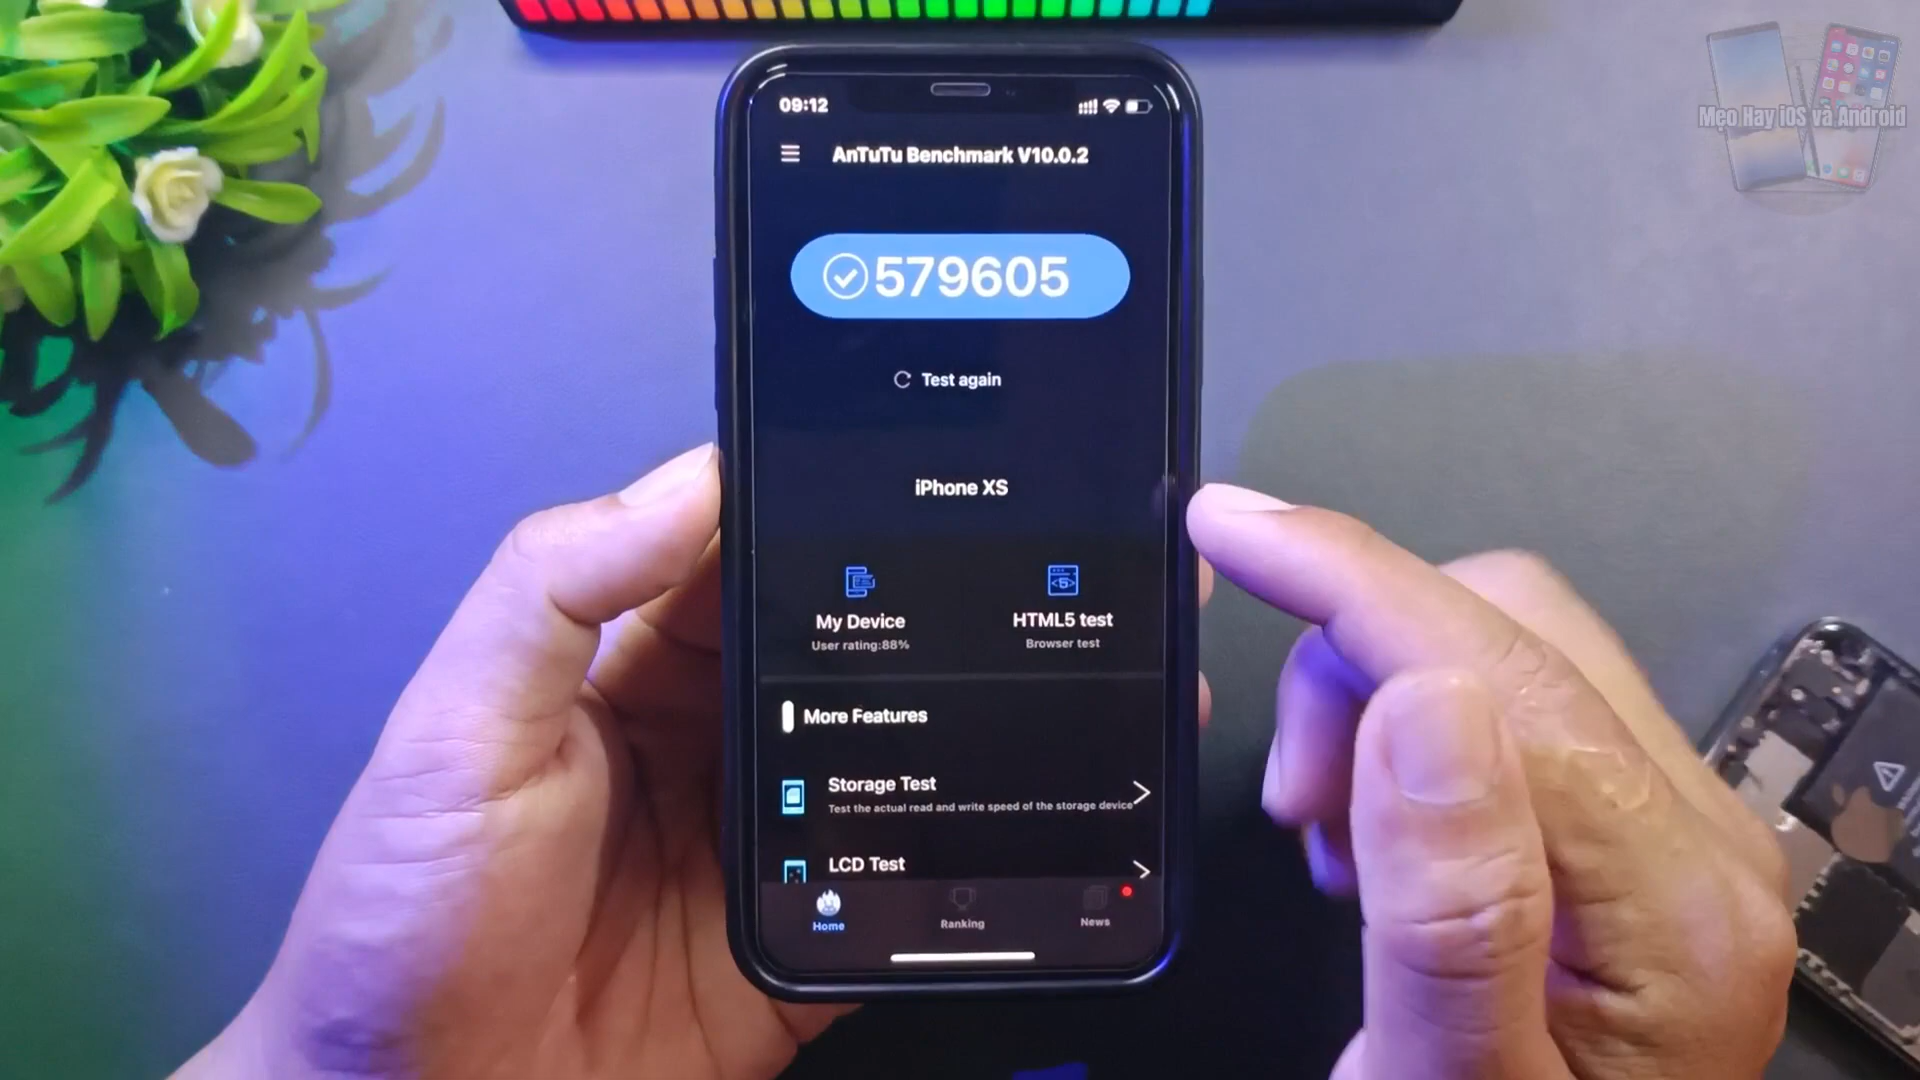 Mẹo Hay iOS và Android
09:12
AnTuTu Benchmark V10.0.2
579605
Test again
iPhone XS
My Device
User rating:88%
HTML5 test
Browser test
More Features
Storage Test
Test the actual read and write speed of the storage device
LCD Test
Home
Ranking
News